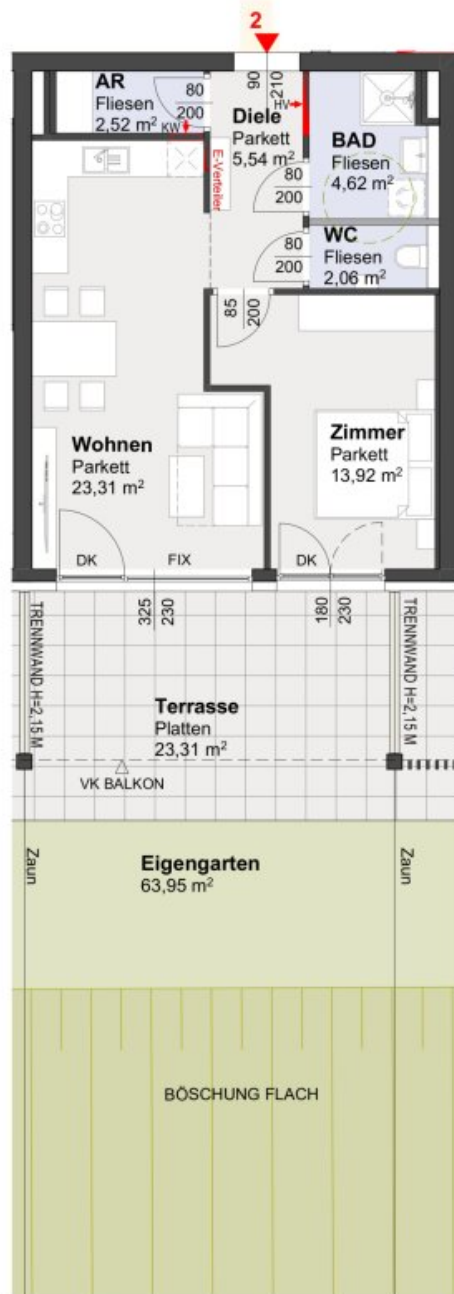 2
AR
Fliesen
2,52 m²
KW
80
200
90
210
HV
Diele
Parkett
5,54 m²
E-Verteiler
BAD
Fliesen
4,62 m²
80
200
WC
Fliesen
2,06 m²
80
200
85
200
Wohnen
Parkett
23,31 m²
Zimmer
Parkett
13,92 m²
DK
FIX
DK
325
230
180
230
TRENNWAND H=2,15 M
TRENNWAND H=2,15 M
Terrasse
Platten
23,31 m²
VK BALKON
Zaun
Eigengarten
63,95 m²
Zaun
BÖSCHUNG FLACH